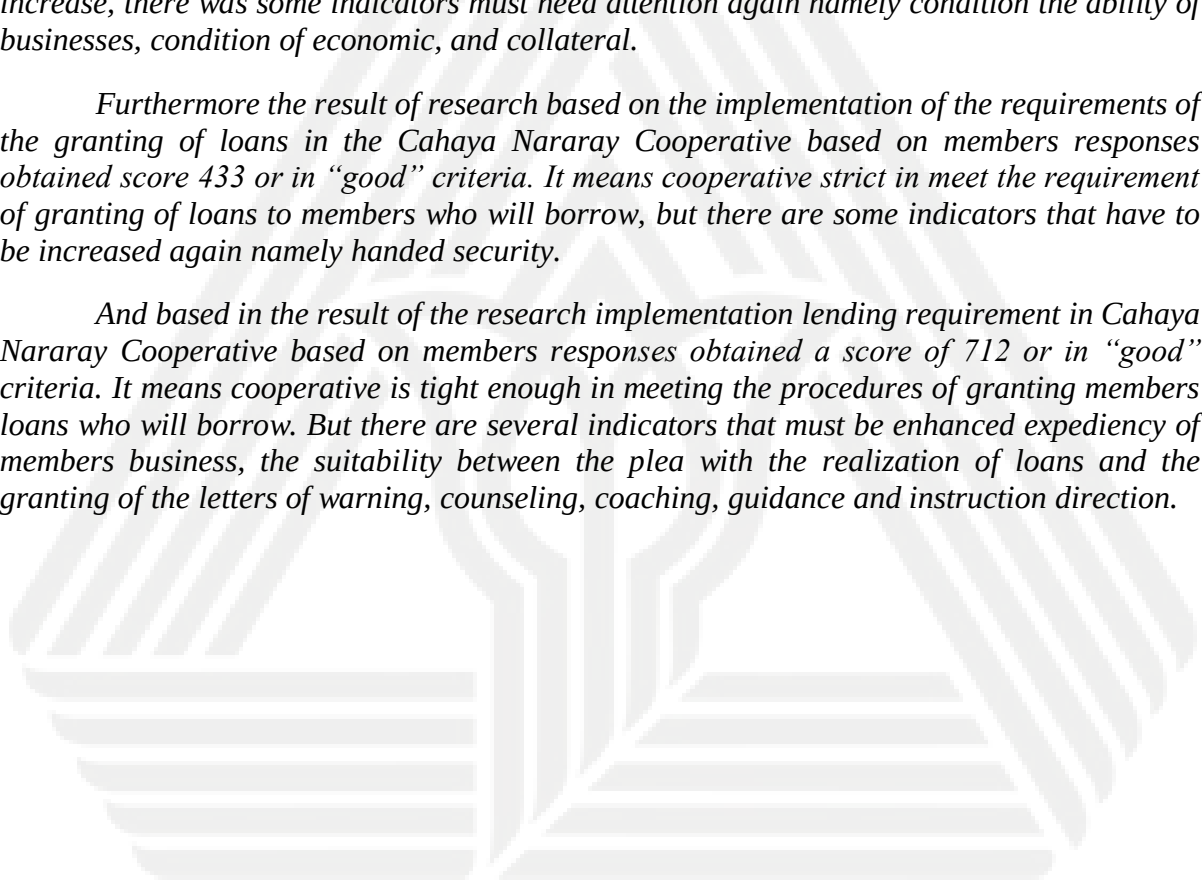 increase, there was some indicators must need attention again namely condition the ability of
businesses, condition of economic, and collateral.
Furthermore the result of research based on the implementation of the requirements of
the granting of loans in the Cahaya Nararay Cooperative based on members responses
obtained score 433 or in “good” criteria. It means cooperative strict in meet the requirement
of granting of loans to members who will borrow, but there are some indicators that have to
be increased again namely handed security.
And based in the result of the research implementation lending requirement in Cahaya
Nararay Cooperative based on members responses obtained a score of 712 or in “good”
criteria. It means cooperative is tight enough in meeting the procedures of granting members
loans who will borrow. But there are several indicators that must be enhanced expediency of
members business, the suitability between the plea with the realization of loans and the
granting of the letters of warning, counseling, coaching, guidance and instruction direction.